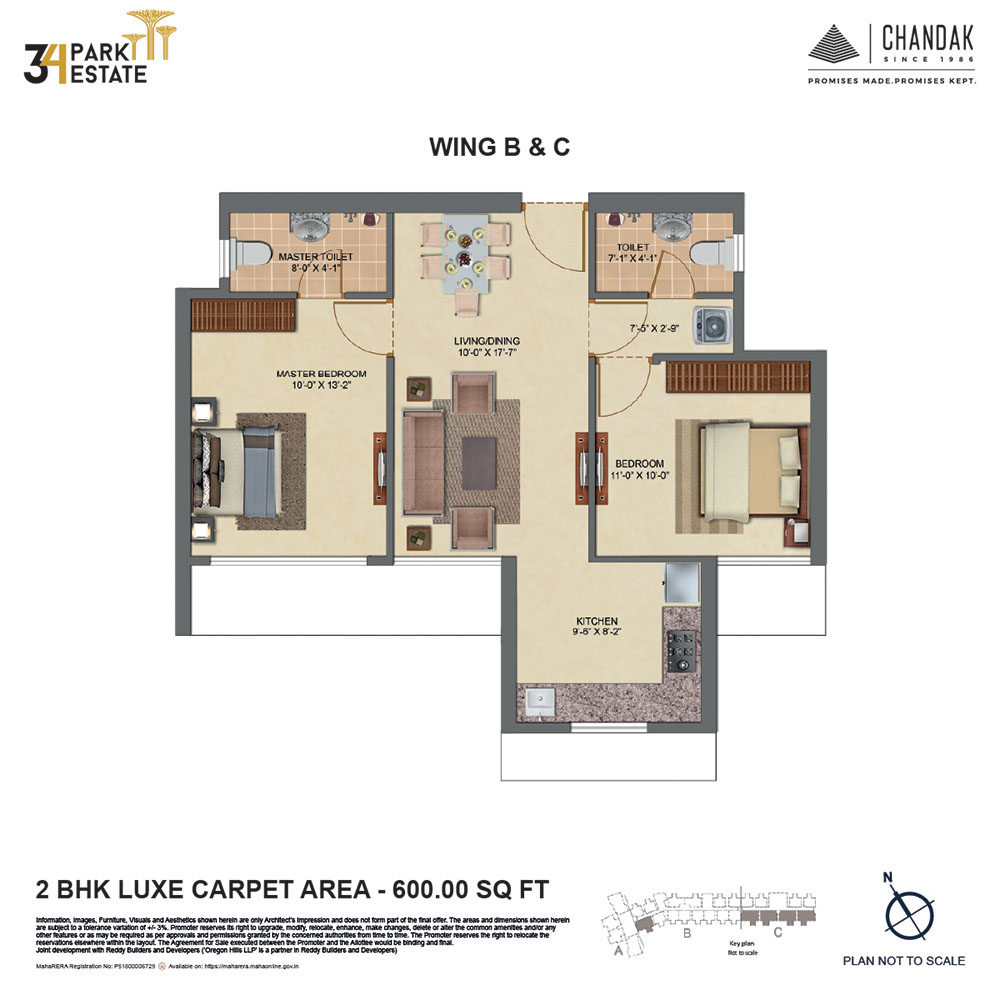 34 PARK
ESTATE
CHANDAK
SINCE 1986
PROMISES MADE.PROMISES KEPT.
WING B & C
MASTER TOILET
8'-0" X 4'-1"
TOILET
7'-1" X 4'-1"
7'-5" X 2'-9"
LIVING/DINING
10'-0" X 17'-7"
MASTER BEDROOM
10'-0" X 13'-2"
BEDROOM
11'-0" X 10'-0"
KITCHEN
9'-6" X 8'-2"
2 BHK LUXE CARPET AREA - 600.00 SQ FT
Information, Images, Furniture, Visuals and Aesthetics shown herein are only Architect's Impression and does not form part of the final offer. The areas and dimensions shown herein
are subject to a tolerance variation of +/- 3%. Promoter reserves its right to upgrade, modify, relocate, enhance, make changes, delete or alter the common amenities and/or any
other features or as may be required as per approvals and permissions granted by the concerned authorities from time to time. The Promoter reserves the right to relocate the
reservations elsewhere within the layout. The Agreement for Sale executed between the Promoter and the Allottee would be binding and final.
Joint development with Reddy Builders and Developers ('Oregon Hills LLP' is a partner in Reddy Builders and Developers)
MahaRERA Registration No: P51800006729 Available on: https://maharera.mahaonline.gov.in
A
B
C
Key plan
Not to scale
N
PLAN NOT TO SCALE